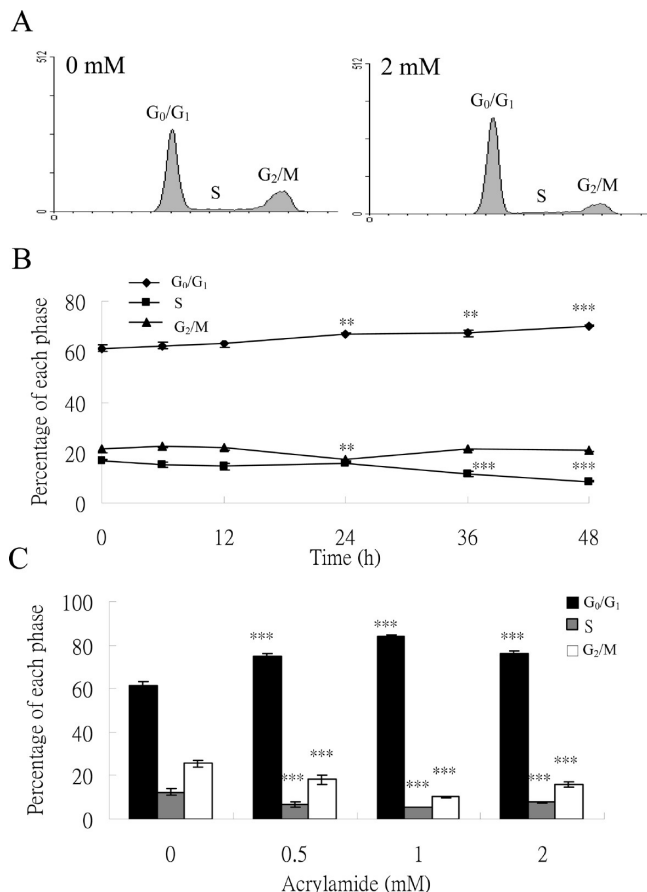 A
512
0 mM
G₀/G₁
S
G₂/M
0
0
512
2 mM
G₀/G₁
S
G₂/M
0
0
B
G₀/G₁
S
G₂/M
Percentage of each phase
80
60
40
20
0
** ** ***
**
*** ***
0 12 24 36 48
Time (h)
C
G₀/G₁
S
G₂/M
Percentage of each phase
100
80
60
40
20
0
*** *** ***
*** *** ***
*** *** ***
0 0.5 1 2
Acrylamide (mM)